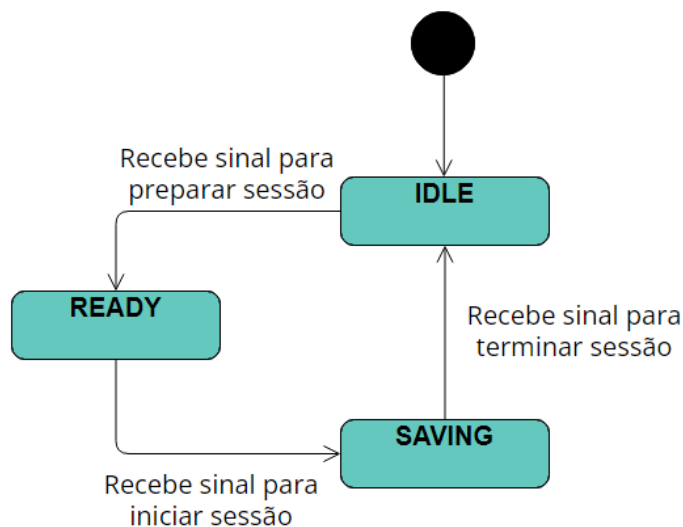 Recebe sinal para
preparar sessão
IDLE
READY
Recebe sinal para
terminar sessão
SAVING
Recebe sinal para
iniciar sessão